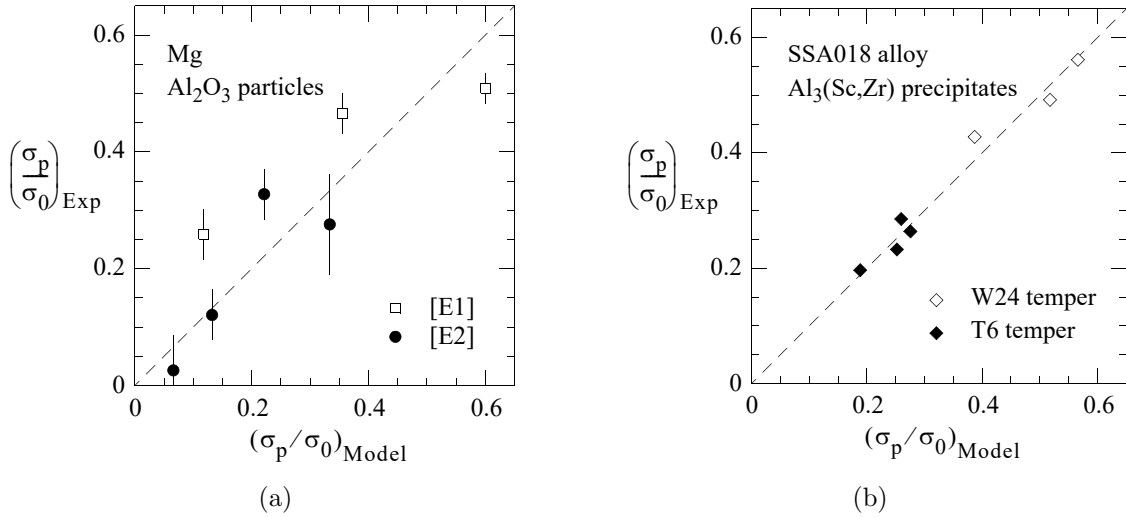 0.6
0.4
0.2
0
0
0.2
0.4
0.6
Mg
Al₂O₃ particles
(σₚ/σ₀)Exp
[E1]
[E2]
(σₚ/σ₀)Model
(a)
0.6
0.4
0.2
0
0
0.2
0.4
0.6
SSA018 alloy
Al₃(Sc,Zr) precipitates
(σₚ/σ₀)Exp
W24 temper
T6 temper
(σₚ/σ₀)Model
(b)